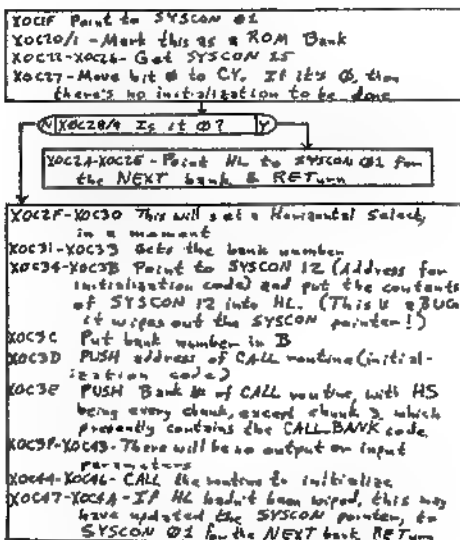 X0C1F Point to SYSCON 01
X0C20/1 - Mark this as a ROM Bank
X0C22-X0C26 - Get SYSCON 15
X0C27 - Move bit 0 to CY. If it's 0, then
there's no initialization to be done
N X0C28/9 Is it 0? Y
X0C2A-X0C2E - Point HL to SYSCON 01 for
the NEXT bank & RETurn
X0C2F-X0C30 This will set a Horizontal Select,
in a moment
X0C31-X0C33 Gets the bank number
X0C34-X0C3B Point to SYSCON 12 (Address for
initialization code) and put the contents
of SYSCON 12 into HL. (This is a BUG;
it wipes out the SYSCON pointer!)
X0C3C Put bank number in B
X0C3D PUSH address of CALL routine (initial-
ization code)
X0C3E PUSH Bank # of CALL routine, with HS
being every chunk, except chunk 3, which
presently contains the CALL.BANK code.
X0C3F-X0C43 - There will be no output or input
parameters
X0C44-X0C46 - CALL the routine to initialize
X0C47-X0C4A - If HL hadn't been wiped, this may
have updated the SYSCON pointer, to
SYSCON 01 for the NEXT bank RETurn